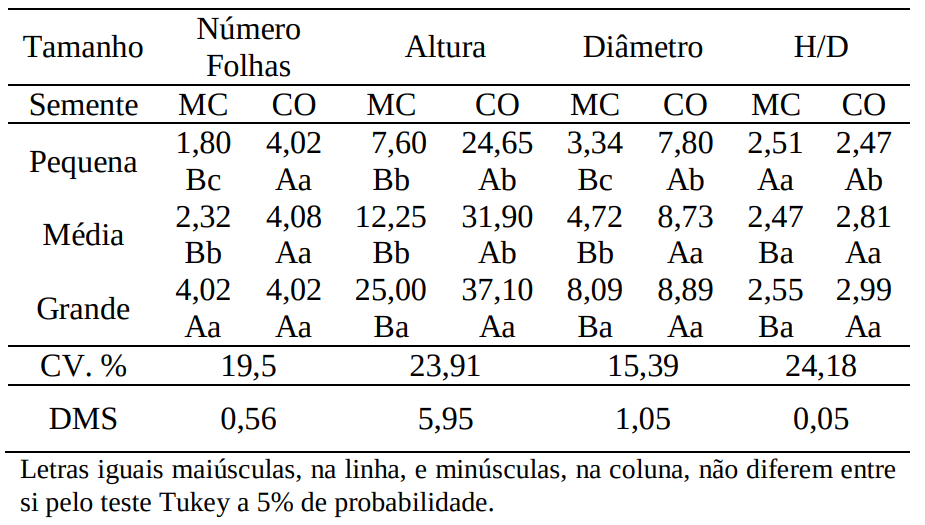 Tamanho Número Folhas Altura Diâmetro H/D
Semente MC CO MC CO MC CO MC CO
Pequena 1,80 4,02 7,60 24,65 3,34 7,80 2,51 2,47
Bc Aa Bb Ab Bc Ab Aa Ab
Média 2,32 4,08 12,25 31,90 4,72 8,73 2,47 2,81
Bb Aa Bb Ab Bb Aa Ba Aa
Grande 4,02 4,02 25,00 37,10 8,09 8,89 2,55 2,99
Aa Aa Ba Aa Ba Aa Ba Aa
CV. % 19,5 23,91 15,39 24,18
DMS 0,56 5,95 1,05 0,05
Letras iguais maiúsculas, na linha, e minúsculas, na coluna, não diferem entre
si pelo teste Tukey a 5% de probabilidade.